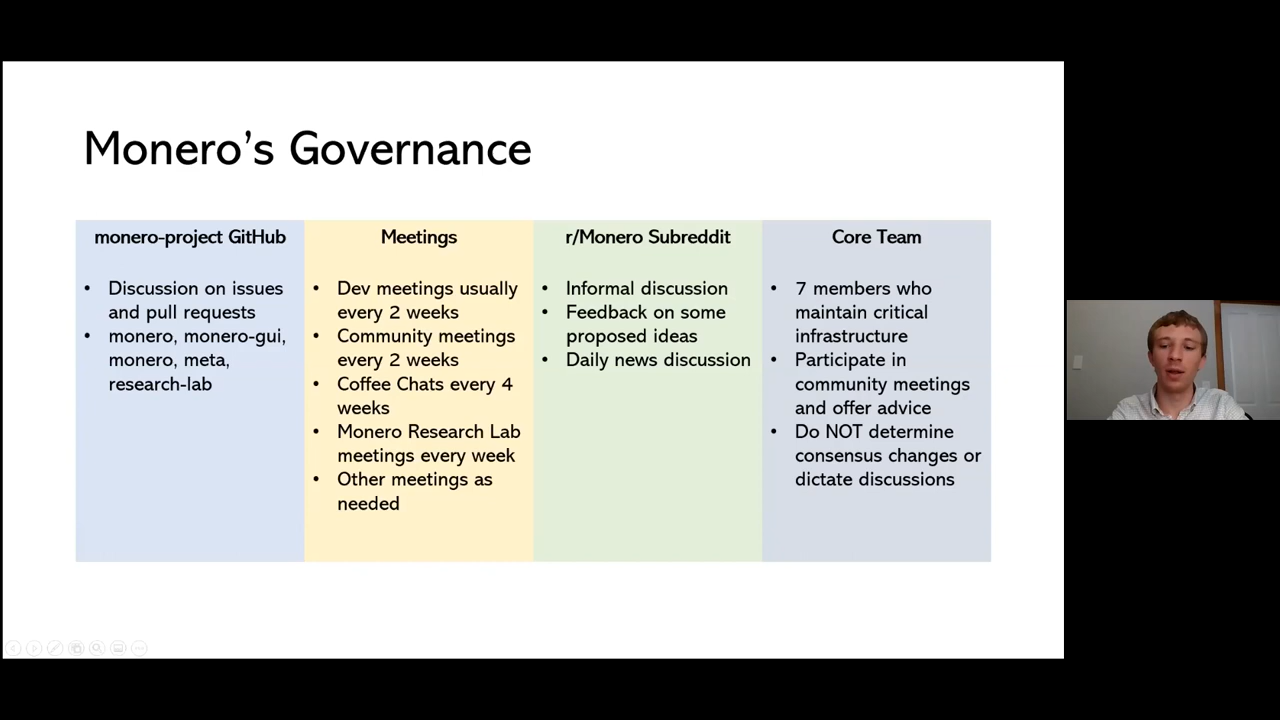 Monero’s Governance
monero-project GitHub
• Discussion on issues
and pull requests
• monero, monero-gui,
monero, meta,
research-lab
Meetings
• Dev meetings usually
every 2 weeks
• Community meetings
every 2 weeks
• Coffee Chats every 4
weeks
• Monero Research Lab
meetings every week
• Other meetings as
needed
r/Monero Subreddit
• Informal discussion
• Feedback on some
proposed ideas
• Daily news discussion
Core Team
• 7 members who
maintain critical
infrastructure
• Participate in
community meetings
and offer advice
• Do NOT determine
consensus changes or
dictate discussions